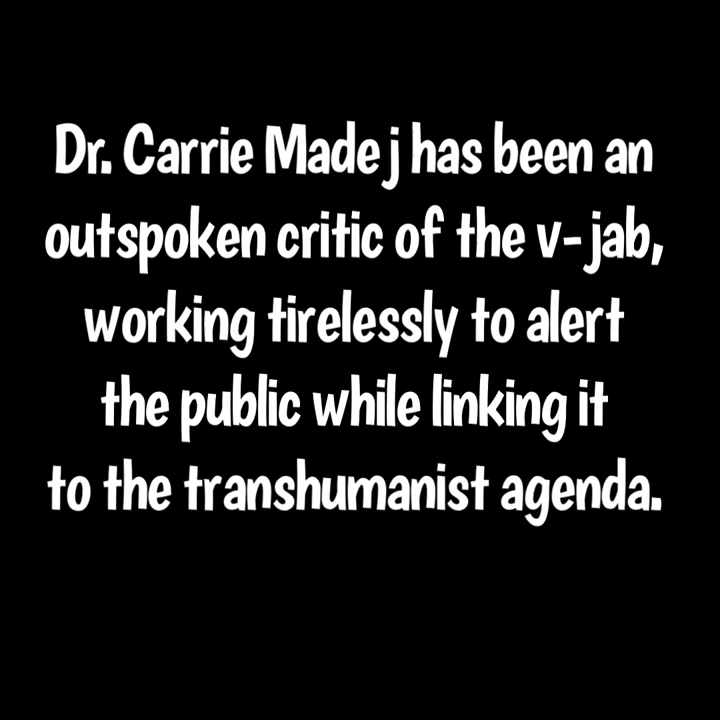 Dr. Carrie Madej has been an
outspoken critic of the v-jab,
working tirelessly to alert
the public while linking it
to the transhumanist agenda.